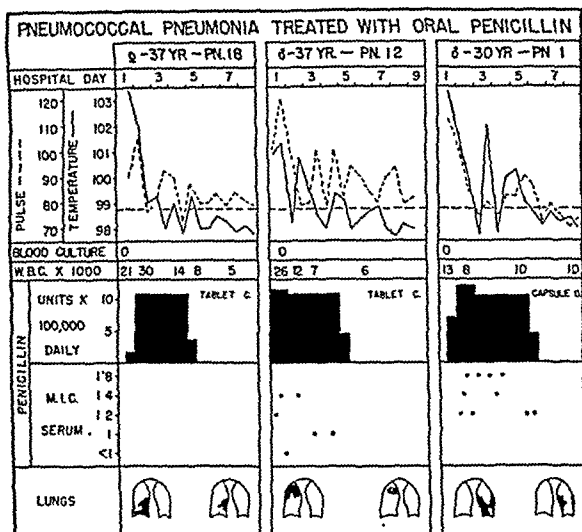 PNEUMOCOCCAL PNEUMONIA TREATED WITH ORAL PENICILLIN
♀-37 YR-PN.18 ♂-37 YR.-PN.12 ♂-30 YR-PN 1
HOSPITAL DAY 1 3 5 7 1 3 5 7 9 1 3 5 7 9
PULSE ---- TEMPERATURE —
120 103
110 102
100 101
90 100
80 99
70 98
BLOOD CULTURE 0 0 0
W.B.C. X 1000 21 30 14 8 5 26 12 7 6 13 8 10 10
PENICILLIN
UNITS X 10 TABLET C. TABLET C. CAPSULE D.
100,000
DAILY 5
1'8
M.I.C. 1'4
1'2
SERUM. 1
<1
LUNGS